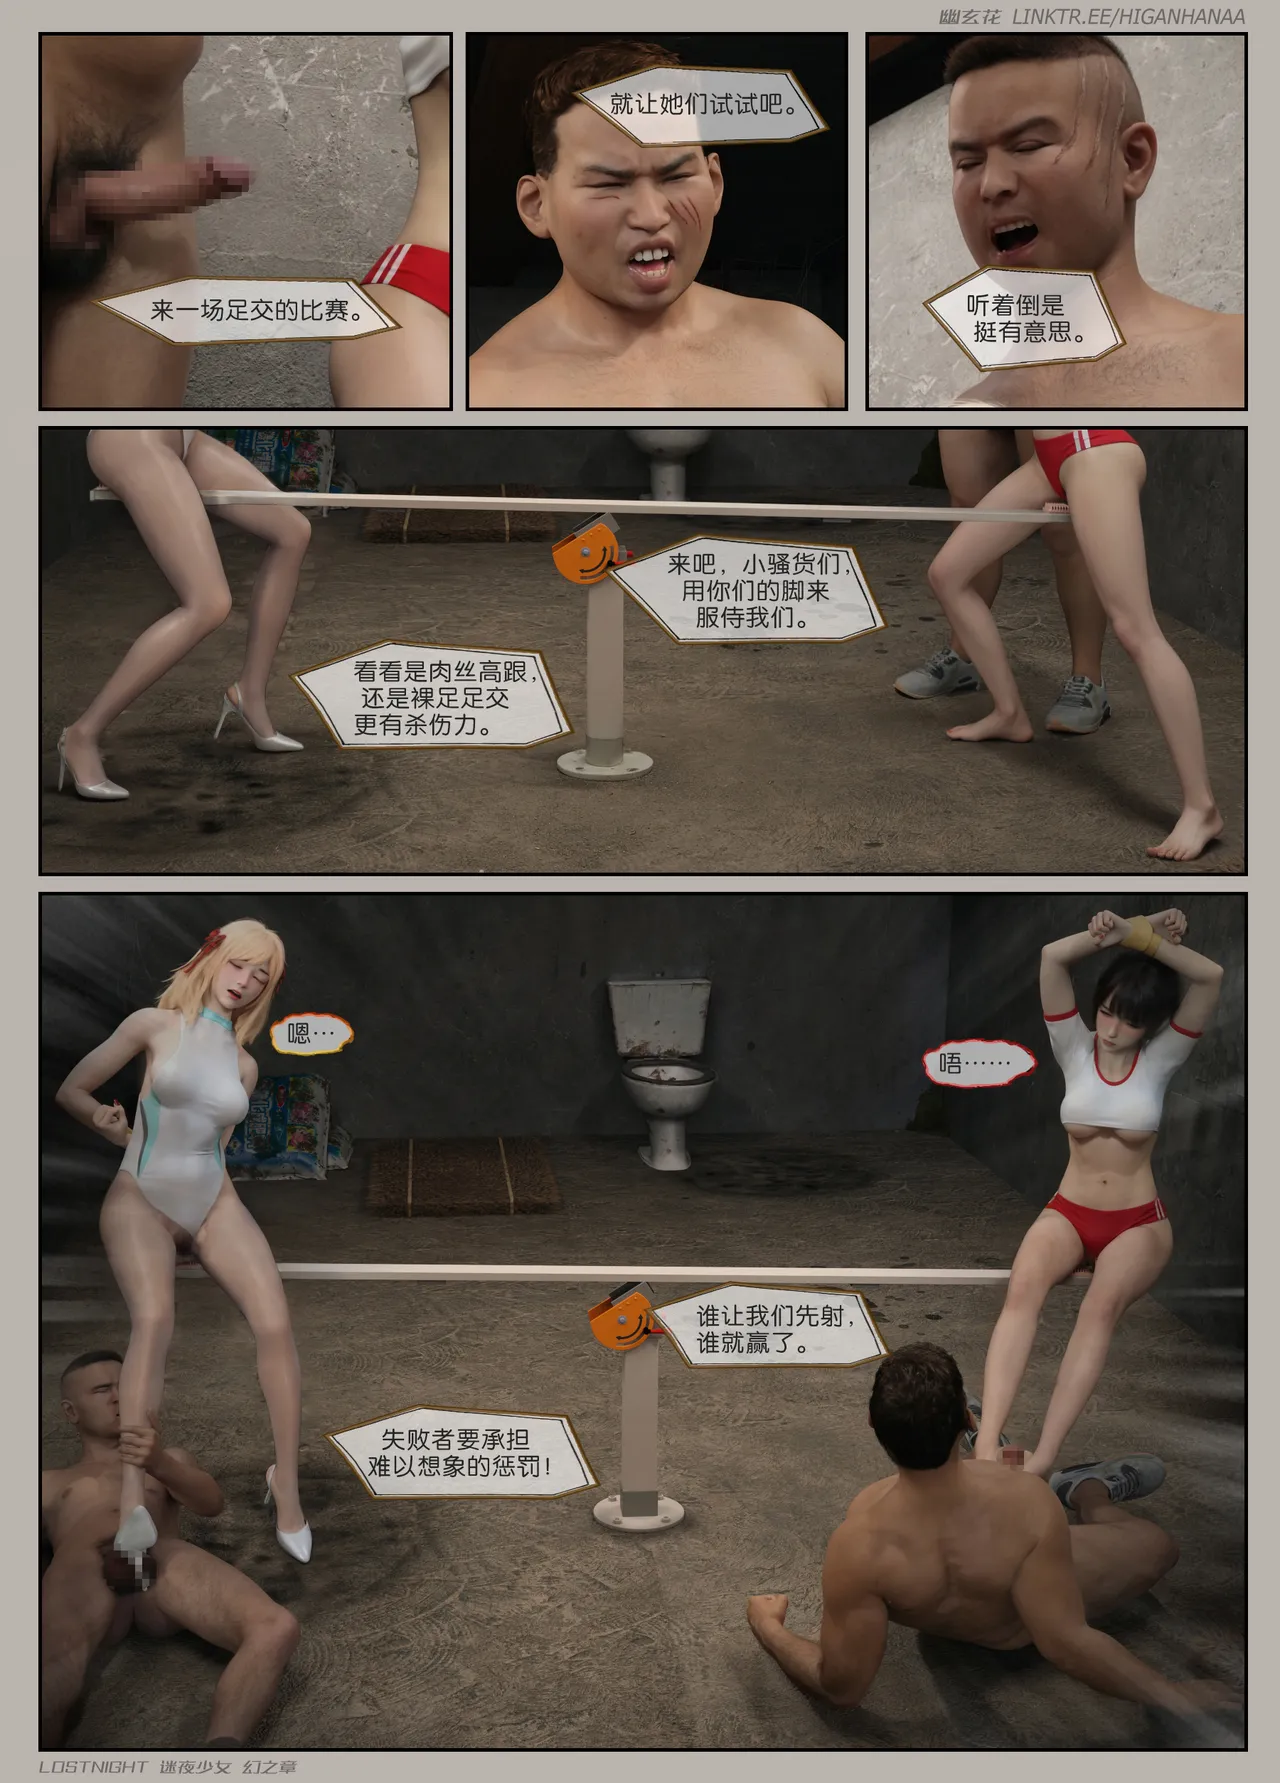 幽玄花 LINKTR.EE/HIGANHANAA
来一场足交的比赛。
就让她们试试吧。
听着倒是
挺有意思。
来吧，小骚货们，
用你们的脚来
服侍我们。
看看是肉丝高跟，
还是裸足足交
更有杀伤力。
嗯…
唔……
谁让我们先射，
谁就赢了。
失败者要承担
难以想象的惩罚！
LOSTNIGHT 迷夜少女 幻之章